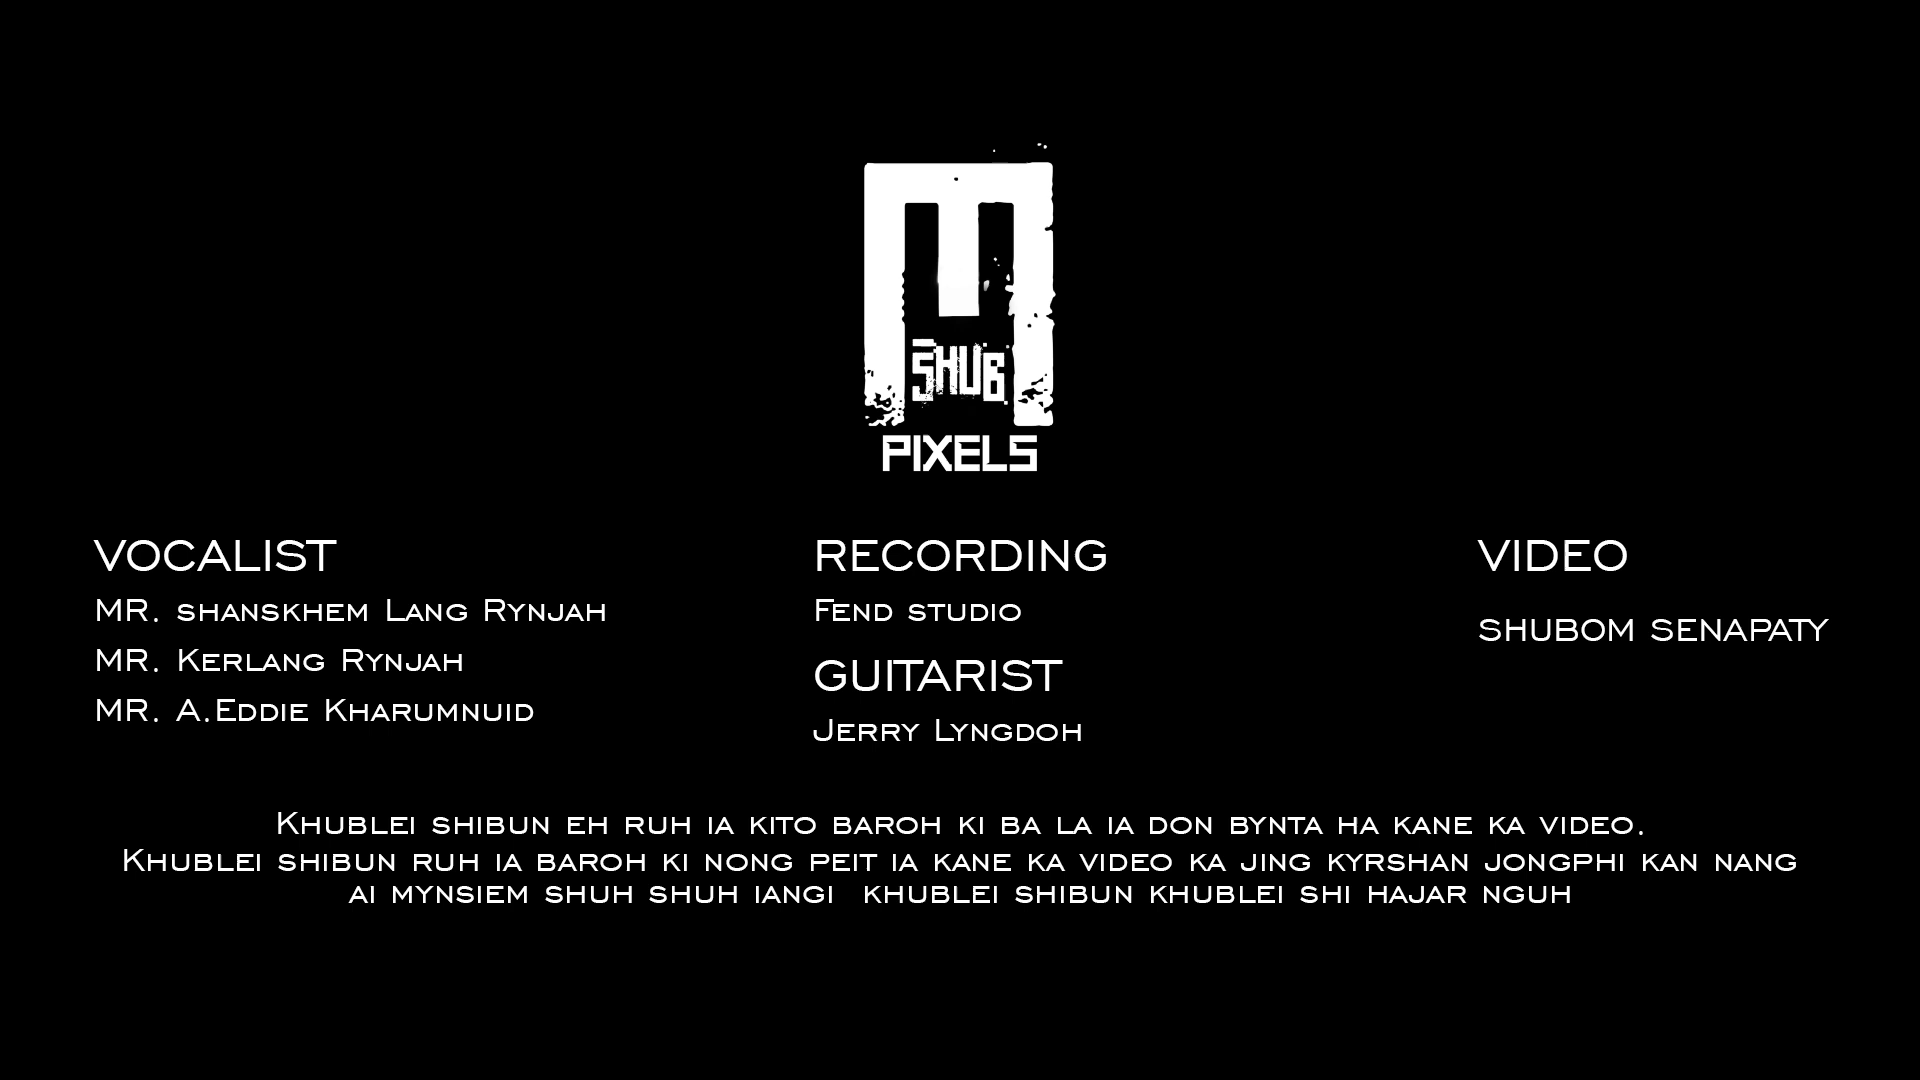 SHUB
PIXELS
VOCALIST
MR. SHANSKHEM LANG RYNJAH
MR. KERLANG RYNJAH
MR. A.EDDIE KHARUMNUID
RECORDING
FEND STUDIO
GUITARIST
JERRY LYNGDOH
VIDEO
SHUBOM SENAPATY
KHUBLEI SHIBUN EH RUH IA KITO BAROH KI BA LA IA DON BYNTA HA KANE KA VIDEO.
KHUBLEI SHIBUN RUH IA BAROH KI NONG PEIT IA KANE KA VIDEO KA JING KYRSHAN JONGPHI KAN NANG
AI MYNSIEM SHUH SHUH IANGI KHUBLEI SHIBUN KHUBLEI SHI HAJAR NGUH